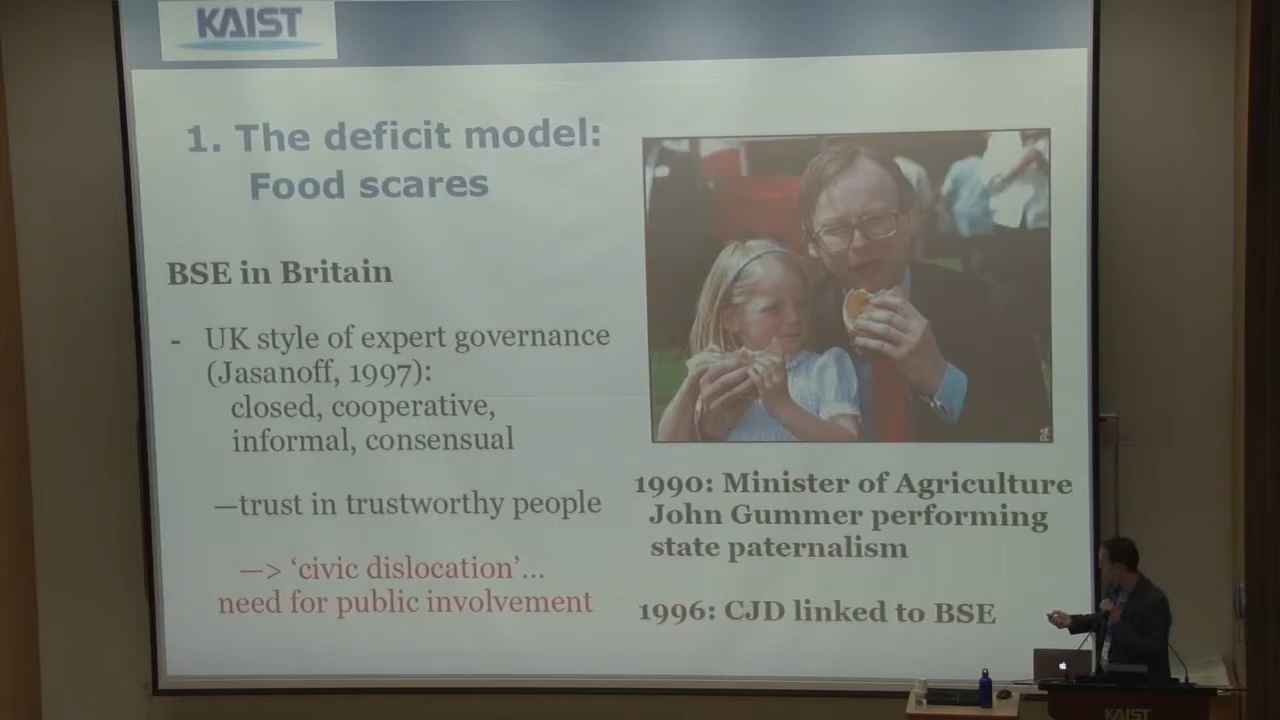 KAIST
1. The deficit model:
Food scares
BSE in Britain
- UK style of expert governance
(Jasanoff, 1997):
closed, cooperative,
informal, consensual
—trust in trustworthy people
—> ‘civic dislocation’...
need for public involvement
PA
1990: Minister of Agriculture
John Gummer performing
state paternalism
1996: CJD linked to BSE
KAIST